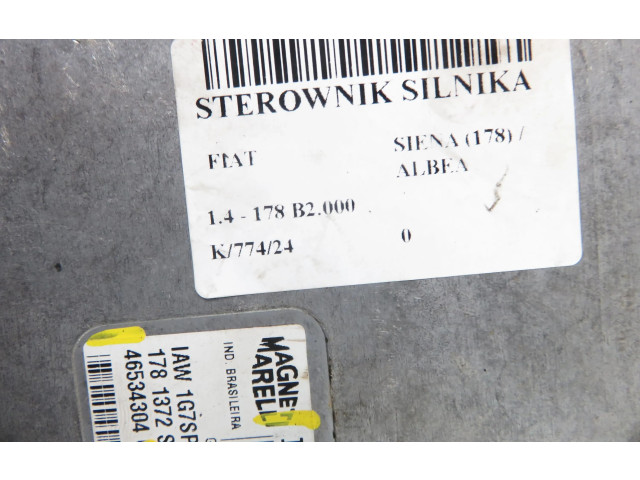 STEROWNIK SILNIKA
FIAT SIENA (178) /
ALBEA
1.4 - 178 B2.000
K/774/24 0
MAGNE
MARELL
IND. BRASILEIRA
IAW 1G7SP
178 1372 S
46534304